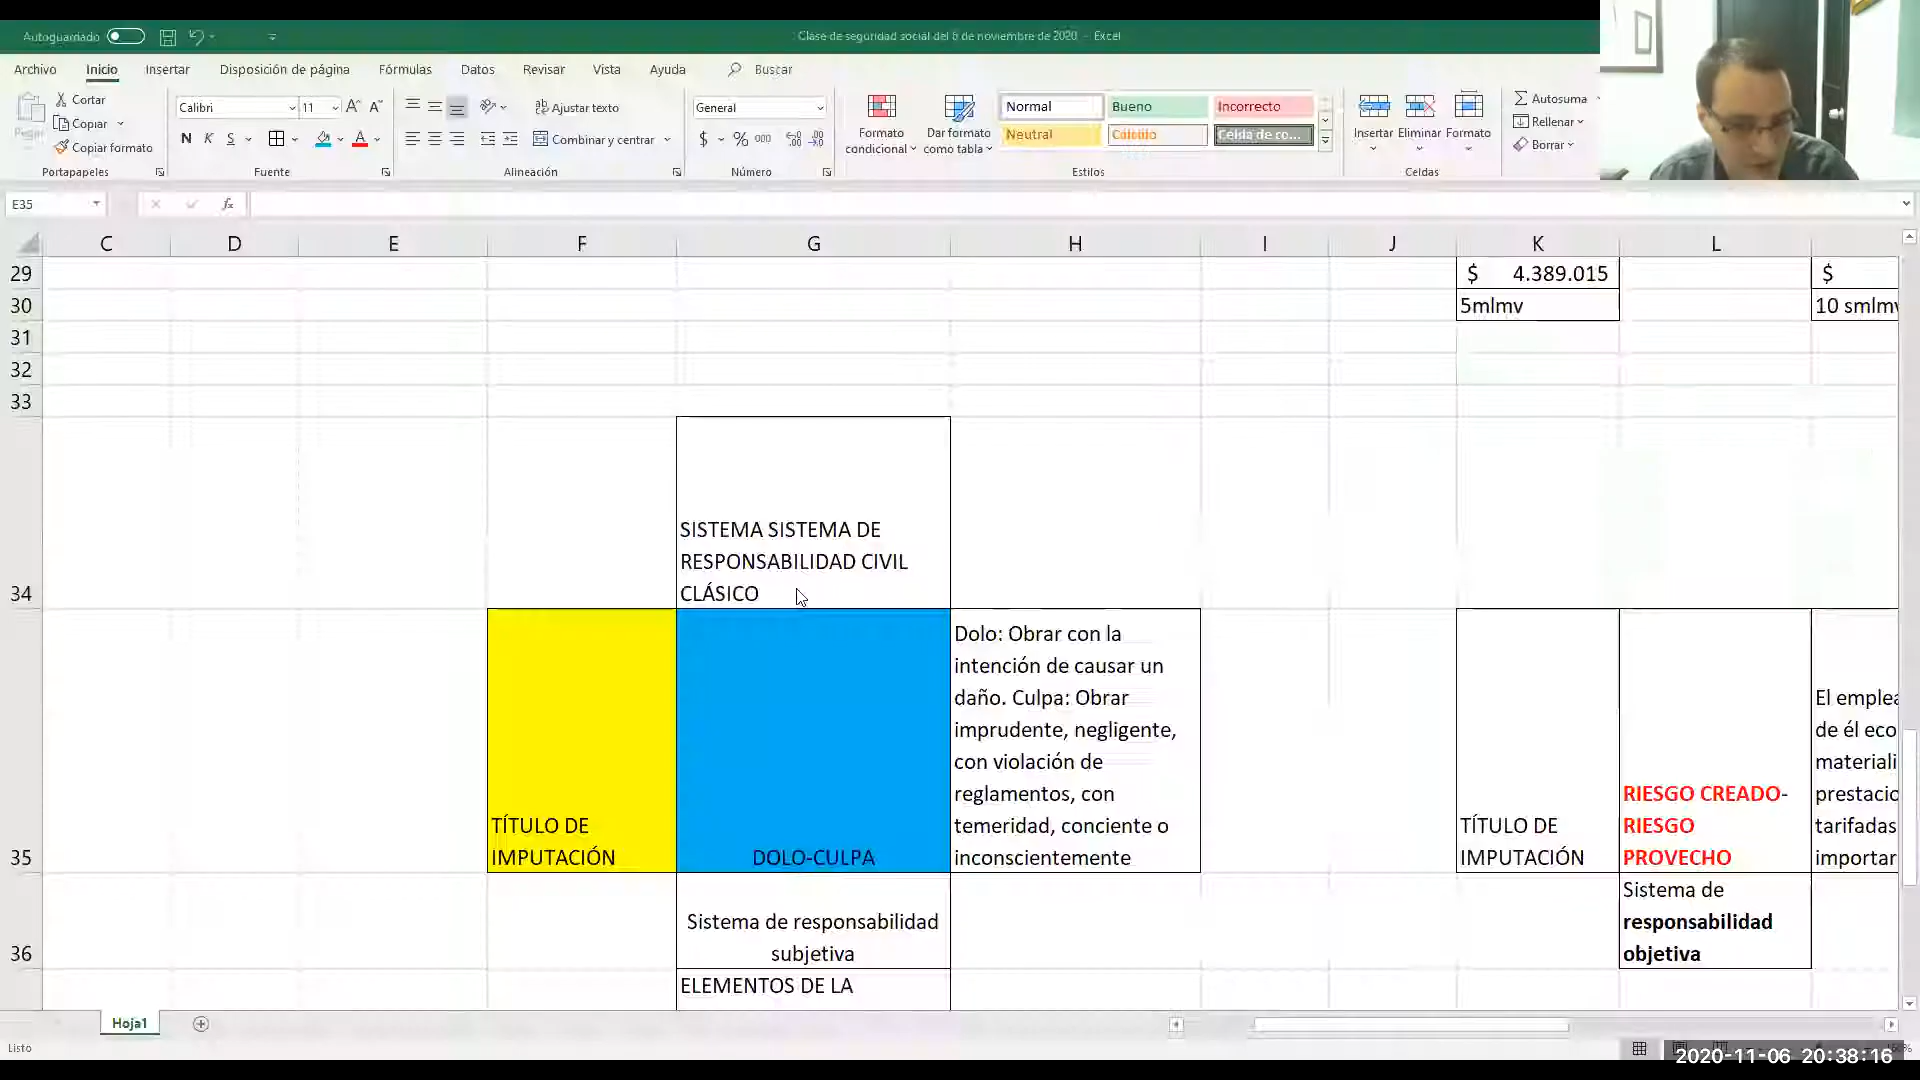 Autoguardado
Clase de seguridad social del 6 de noviembre de 2020 - Excel
Archivo Inicio Insertar Disposición de página Fórmulas Datos Revisar Vista Ayuda Buscar
Cortar
Copiar
Copiar formato
Pegar
Portapapeles
Calibri 11
N K S
Fuente
Ajustar texto
Combinar y centrar
Alineación
General
$ % 000
Número
Formato condicional
Dar formato como tabla
Normal Bueno Incorrecto
Neutral Cálculo Celda de co...
Estilos
Insertar Eliminar Formato
Celdas
Autosuma
Rellenar
Borrar
E35 fx
C D E F G H I J K L
29 $ 4.389.015 $
30 5mlmv 10 smlmv
31
32
33
SISTEMA SISTEMA DE
RESPONSABILIDAD CIVIL
34 CLÁSICO
Dolo: Obrar con la
intención de causar un
daño. Culpa: Obrar
imprudente, negligente,
con violación de
reglamentos, con
temeridad, conciente o
inconscientemente
35
TÍTULO DE
IMPUTACIÓN
DOLO-CULPA
TÍTULO DE
IMPUTACIÓN
RIESGO CREADO-
RIESGO
PROVECHO
El emplea
de él eco
materiali
prestacio
tarifadas
importar
36
Sistema de responsabilidad
subjetiva
Sistema de
responsabilidad
objetiva
ELEMENTOS DE LA
Hoja1
Listo
2020-11-06 20:38:16